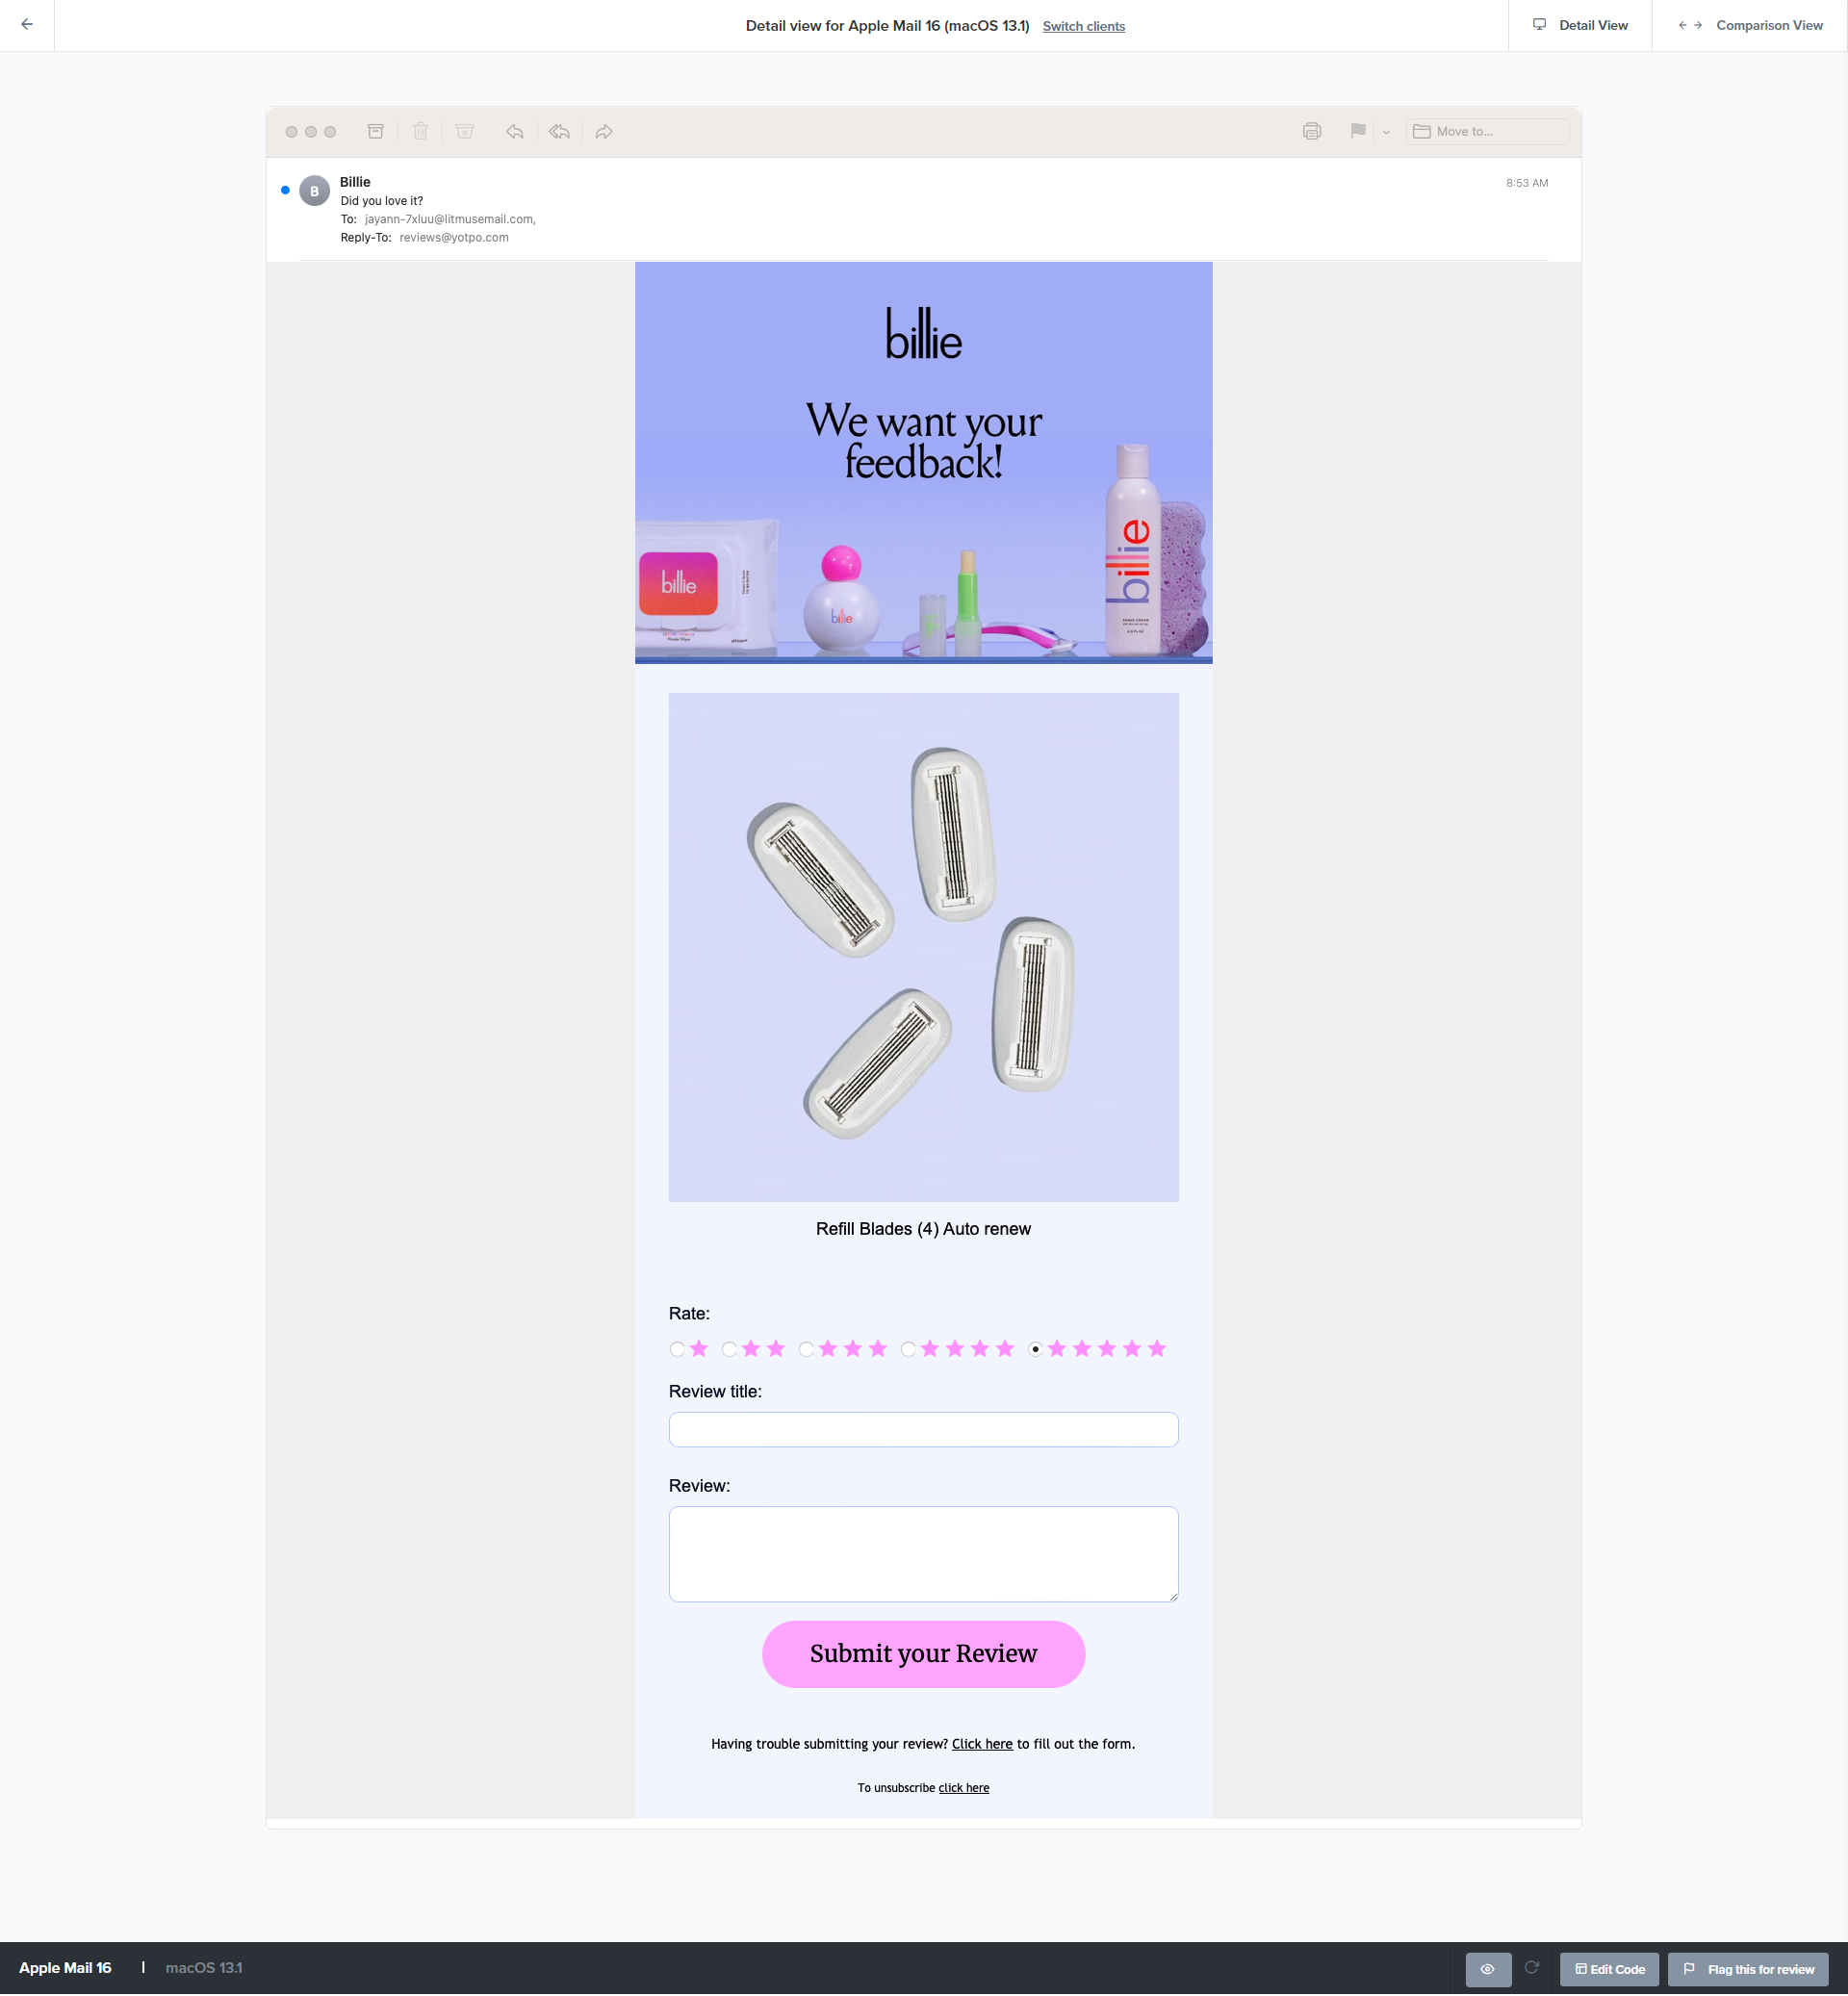 Detail view for Apple Mail 16 (macOS 13.1) Switch clients
Detail View
Comparison View
Move to...
B
Billie
8:53 AM
Did you love it?
To: jayann-7xluu@litmusemail.com,
Reply-To: reviews@yotpo.com
billie
We want your
feedback!
billie
billie
billie
Refill Blades (4) Auto renew
Rate:
Review title:
Review:
Submit your Review
Having trouble submitting your review? Click here to fill out the form.
To unsubscribe click here
Apple Mail 16 | macOS 13.1
Edit Code
Flag this for review